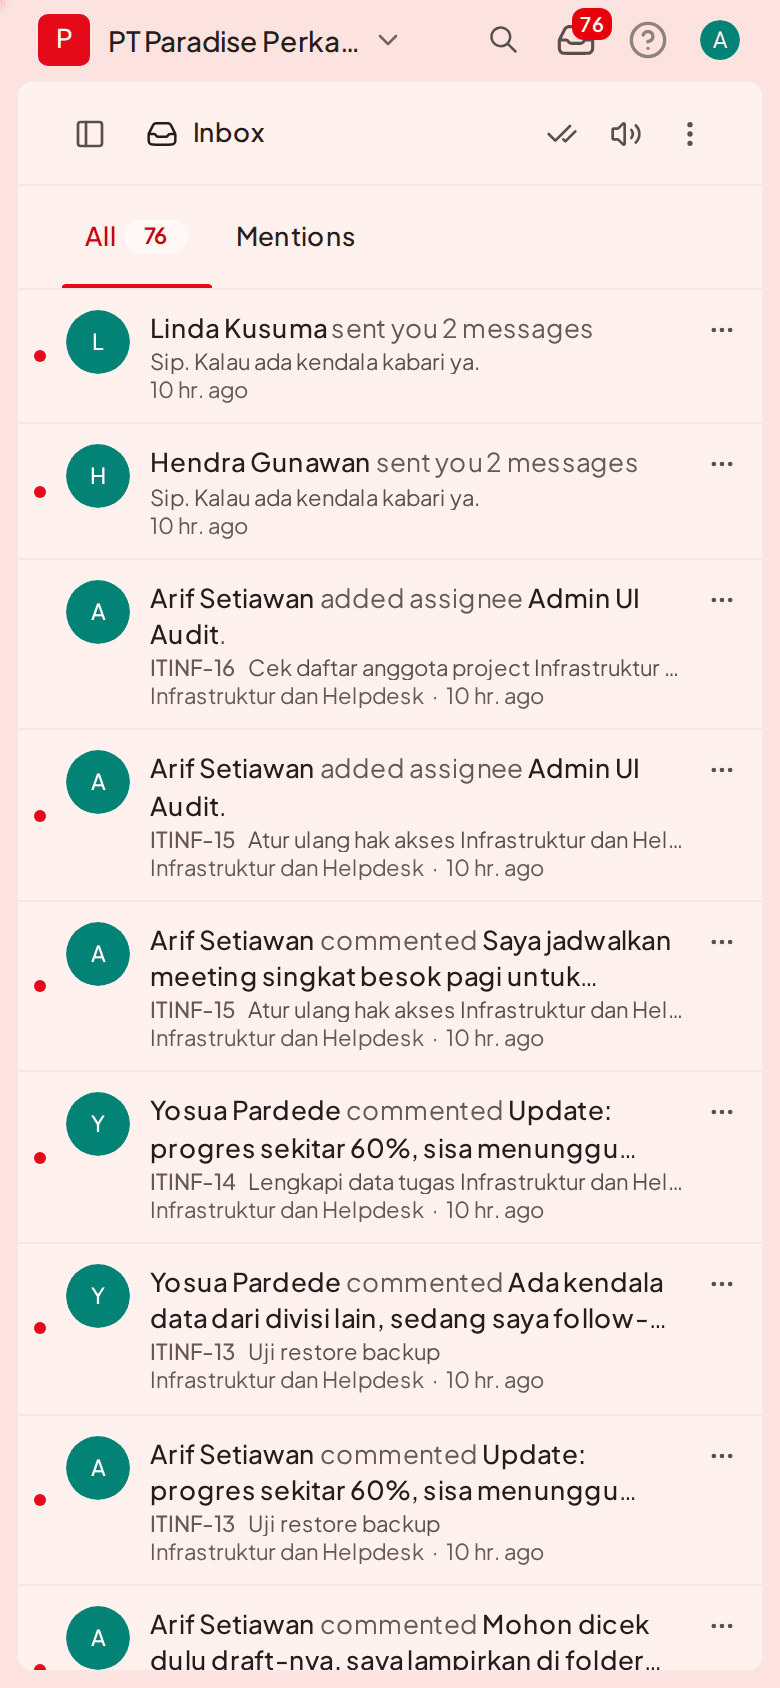 P PT Paradise Perka... 76 A
Inbox
All 76 Mentions
L Linda Kusuma sent you 2 messages
Sip. Kalau ada kendala kabari ya.
10 hr. ago
H Hendra Gunawan sent you 2 messages
Sip. Kalau ada kendala kabari ya.
10 hr. ago
A Arif Setiawan added assignee Admin UI
Audit.
ITINF-16 Cek daftar anggota project Infrastruktur ...
Infrastruktur dan Helpdesk · 10 hr. ago
A Arif Setiawan added assignee Admin UI
Audit.
ITINF-15 Atur ulang hak akses Infrastruktur dan Hel...
Infrastruktur dan Helpdesk · 10 hr. ago
A Arif Setiawan commented Saya jadwalkan
meeting singkat besok pagi untuk...
ITINF-15 Atur ulang hak akses Infrastruktur dan Hel...
Infrastruktur dan Helpdesk · 10 hr. ago
Y Yosua Pardede commented Update:
progres sekitar 60%, sisa menunggu...
ITINF-14 Lengkapi data tugas Infrastruktur dan Hel...
Infrastruktur dan Helpdesk · 10 hr. ago
Y Yosua Pardede commented Ada kendala
data dari divisi lain, sedang saya follow-...
ITINF-13 Uji restore backup
Infrastruktur dan Helpdesk · 10 hr. ago
A Arif Setiawan commented Update:
progres sekitar 60%, sisa menunggu...
ITINF-13 Uji restore backup
Infrastruktur dan Helpdesk · 10 hr. ago
A Arif Setiawan commented Mohon dicek
dulu draft-nya, saya lampirkan di folder...